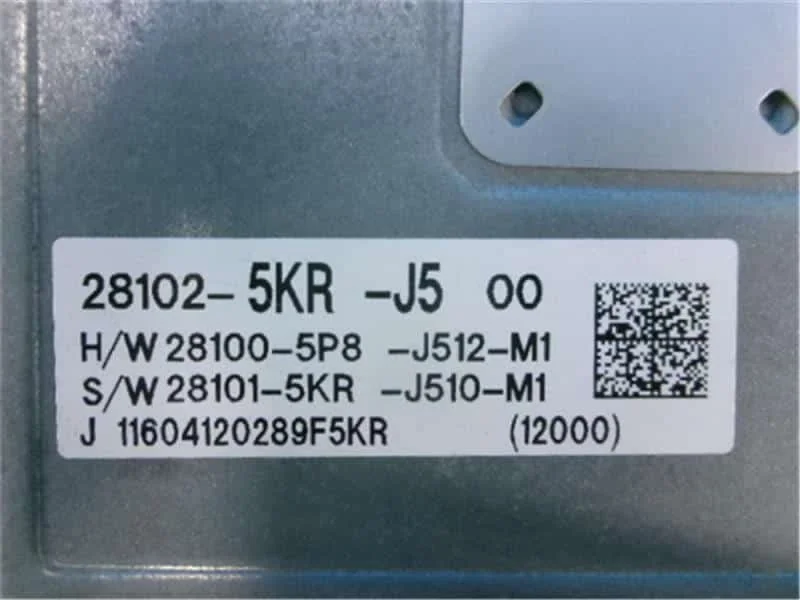 28102- 5KR -J5 00
H/W 28100-5P8 -J512-M1
S/W 28101-5KR -J510-M1
J 11604120289F5KR (12000)